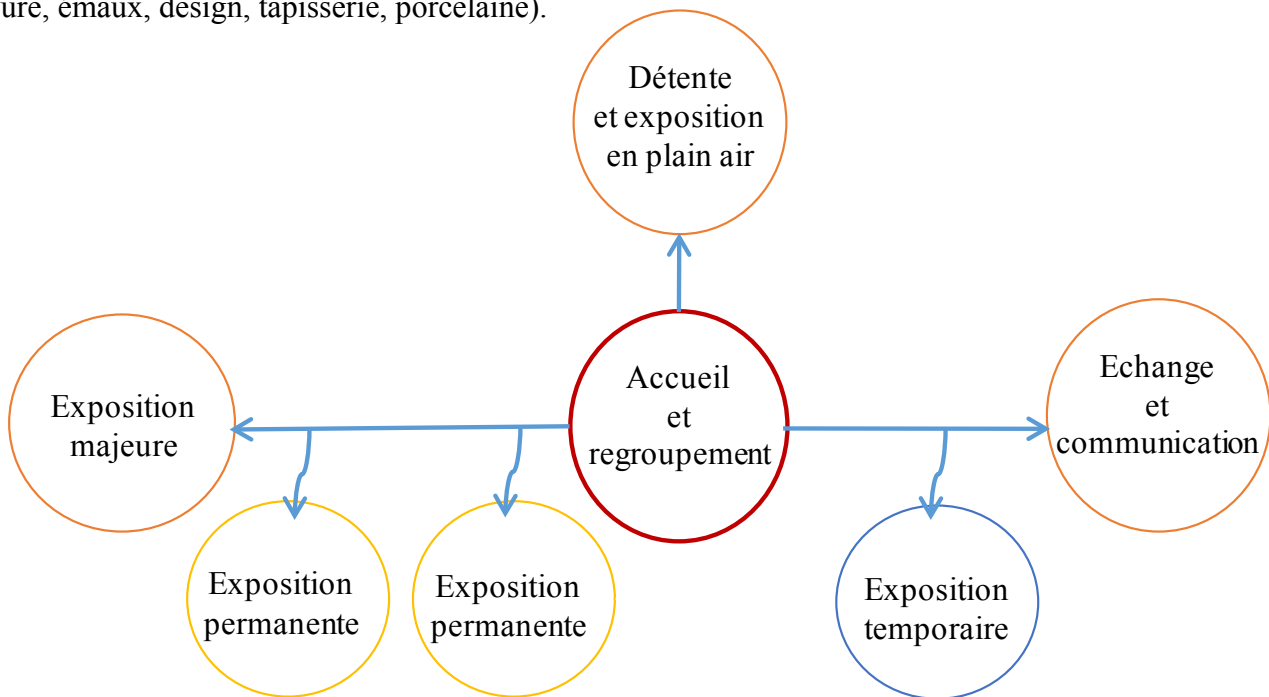 ure, émaux, design, tapisserie, porcelaine).
Détente
et exposition
en plain air
Accueil
et
regroupement
Exposition
majeure
Echange
et
communication
Exposition
permanente
Exposition
permanente
Exposition
temporaire